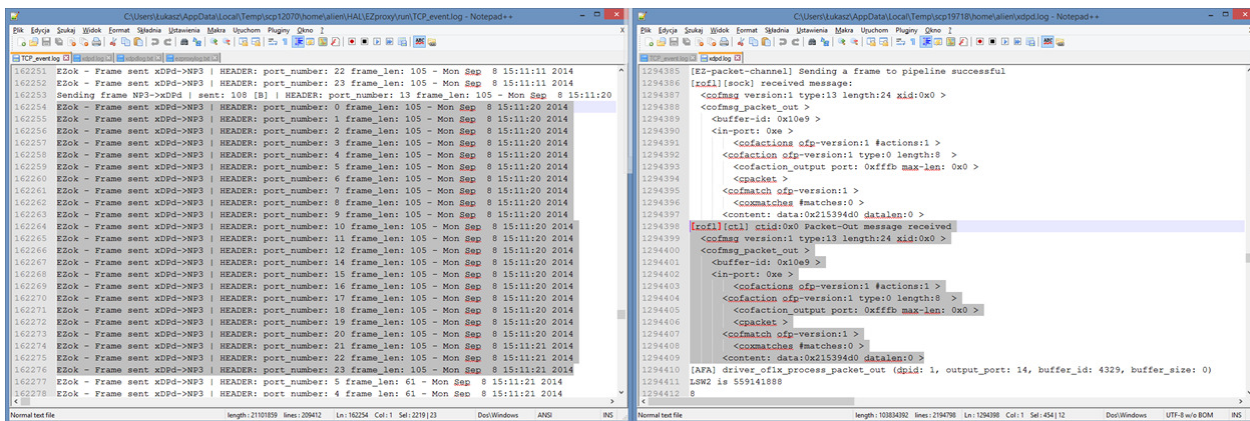 C:\Users\Łukasz\AppData\Local\Temp\scp12070\home\alien\HAL\EZproxy\run\TCP_event.log - Notepad++
Plik Edycja Szukaj Widok Format Składnia Ustawienia Makra Uruchom Pluginy Okno ?
TCP_event.log
162251 EZok - Frame sent xDPd->NP3 | HEADER: port_number: 22 frame_len: 105 - Mon Sep 8 15:11:11 2014
162252 EZok - Frame sent xDPd->NP3 | HEADER: port_number: 23 frame_len: 105 - Mon Sep 8 15:11:11 2014
162253 Sending frame NP3->xDPd | sent: 108 [B] | HEADER: port_number: 13 frame_len: 105 - Mon Sep 8 15:11:20
162254 EZok - Frame sent xDPd->NP3 | HEADER: port_number: 0 frame_len: 105 - Mon Sep 8 15:11:20 2014
162255 EZok - Frame sent xDPd->NP3 | HEADER: port_number: 1 frame_len: 105 - Mon Sep 8 15:11:20 2014
162256 EZok - Frame sent xDPd->NP3 | HEADER: port_number: 2 frame_len: 105 - Mon Sep 8 15:11:20 2014
162257 EZok - Frame sent xDPd->NP3 | HEADER: port_number: 3 frame_len: 105 - Mon Sep 8 15:11:20 2014
162258 EZok - Frame sent xDPd->NP3 | HEADER: port_number: 4 frame_len: 105 - Mon Sep 8 15:11:20 2014
162259 EZok - Frame sent xDPd->NP3 | HEADER: port_number: 5 frame_len: 105 - Mon Sep 8 15:11:20 2014
162260 EZok - Frame sent xDPd->NP3 | HEADER: port_number: 6 frame_len: 105 - Mon Sep 8 15:11:20 2014
162261 EZok - Frame sent xDPd->NP3 | HEADER: port_number: 7 frame_len: 105 - Mon Sep 8 15:11:20 2014
162262 EZok - Frame sent xDPd->NP3 | HEADER: port_number: 8 frame_len: 105 - Mon Sep 8 15:11:20 2014
162263 EZok - Frame sent xDPd->NP3 | HEADER: port_number: 9 frame_len: 105 - Mon Sep 8 15:11:20 2014
162264 EZok - Frame sent xDPd->NP3 | HEADER: port_number: 10 frame_len: 105 - Mon Sep 8 15:11:20 2014
162265 EZok - Frame sent xDPd->NP3 | HEADER: port_number: 11 frame_len: 105 - Mon Sep 8 15:11:20 2014
162266 EZok - Frame sent xDPd->NP3 | HEADER: port_number: 12 frame_len: 105 - Mon Sep 8 15:11:20 2014
162267 EZok - Frame sent xDPd->NP3 | HEADER: port_number: 14 frame_len: 105 - Mon Sep 8 15:11:20 2014
162268 EZok - Frame sent xDPd->NP3 | HEADER: port_number: 15 frame_len: 105 - Mon Sep 8 15:11:20 2014
162269 EZok - Frame sent xDPd->NP3 | HEADER: port_number: 16 frame_len: 105 - Mon Sep 8 15:11:20 2014
162270 EZok - Frame sent xDPd->NP3 | HEADER: port_number: 17 frame_len: 105 - Mon Sep 8 15:11:20 2014
162271 EZok - Frame sent xDPd->NP3 | HEADER: port_number: 18 frame_len: 105 - Mon Sep 8 15:11:20 2014
162272 EZok - Frame sent xDPd->NP3 | HEADER: port_number: 19 frame_len: 105 - Mon Sep 8 15:11:20 2014
162273 EZok - Frame sent xDPd->NP3 | HEADER: port_number: 20 frame_len: 105 - Mon Sep 8 15:11:20 2014
162274 EZok - Frame sent xDPd->NP3 | HEADER: port_number: 21 frame_len: 105 - Mon Sep 8 15:11:21 2014
162275 EZok - Frame sent xDPd->NP3 | HEADER: port_number: 22 frame_len: 105 - Mon Sep 8 15:11:21 2014
162276 EZok - Frame sent xDPd->NP3 | HEADER: port_number: 23 frame_len: 105 - Mon Sep 8 15:11:21 2014
162277 EZok - Frame sent xDPd->NP3 | HEADER: port_number: 5 frame_len: 61 - Mon Sep 8 15:11:21 2014
162278 EZok - Frame sent xDPd->NP3 | HEADER: port_number: 4 frame_len: 61 - Mon Sep 8 15:11:21 2014
Normal text file length : 21101859 lines : 209412 Ln : 162254 Col : 1 Sel : 2219 | 23 Dos\Windows ANSI INS
C:\Users\Łukasz\AppData\Local\Temp\scp19718\home\alien\xdpd.log - Notepad++
Plik Edycja Szukaj Widok Format Składnia Ustawienia Makra Uruchom Pluginy Okno ?
TCP_event.log xdpd.log
1294385 [EZ-packet-channel] Sending a frame to pipeline successful
1294386 [rofl][sock] received message:
1294387 <cofmsg version:1 type:13 length:24 xid:0x0 >
1294388 <cofmsg_packet_out >
1294389 <buffer-id: 0x10e9 >
1294390 <in-port: 0xe >
1294391 <cofactions ofp-version:1 #actions:1 >
1294392 <cofaction ofp-version:1 type:0 length:8 >
1294393 <cofaction_output port: 0xfffb max-len: 0x0 >
1294394 <cpacket >
1294395 <cofmatch ofp-version:1 >
1294396 <coxmatches #matches:0 >
1294397 <content: data:0x215394d0 datalen:0 >
1294398 [rofl][ctl] ctid:0x0 Packet-Out message received
1294399 <cofmsg version:1 type:13 length:24 xid:0x0 >
1294400 <cofmsg_packet_out >
1294401 <buffer-id: 0x10e9 >
1294402 <in-port: 0xe >
1294403 <cofactions ofp-version:1 #actions:1 >
1294404 <cofaction ofp-version:1 type:0 length:8 >
1294405 <cofaction_output port: 0xfffb max-len: 0x0 >
1294406 <cpacket >
1294407 <cofmatch ofp-version:1 >
1294408 <coxmatches #matches:0 >
1294409 <content: data:0x215394d0 datalen:0 >
1294410 [AFA] driver_of1x_process_packet_out (dpid: 1, output_port: 14, buffer_id: 4329, buffer_size: 0)
1294411 LSW2 is 559141888
1294412 8
Normal text file length : 103834392 lines : 2194798 Ln : 1294398 Col : 1 Sel : 454 | 12 Dos\Windows UTF-8 w/o BOM INS